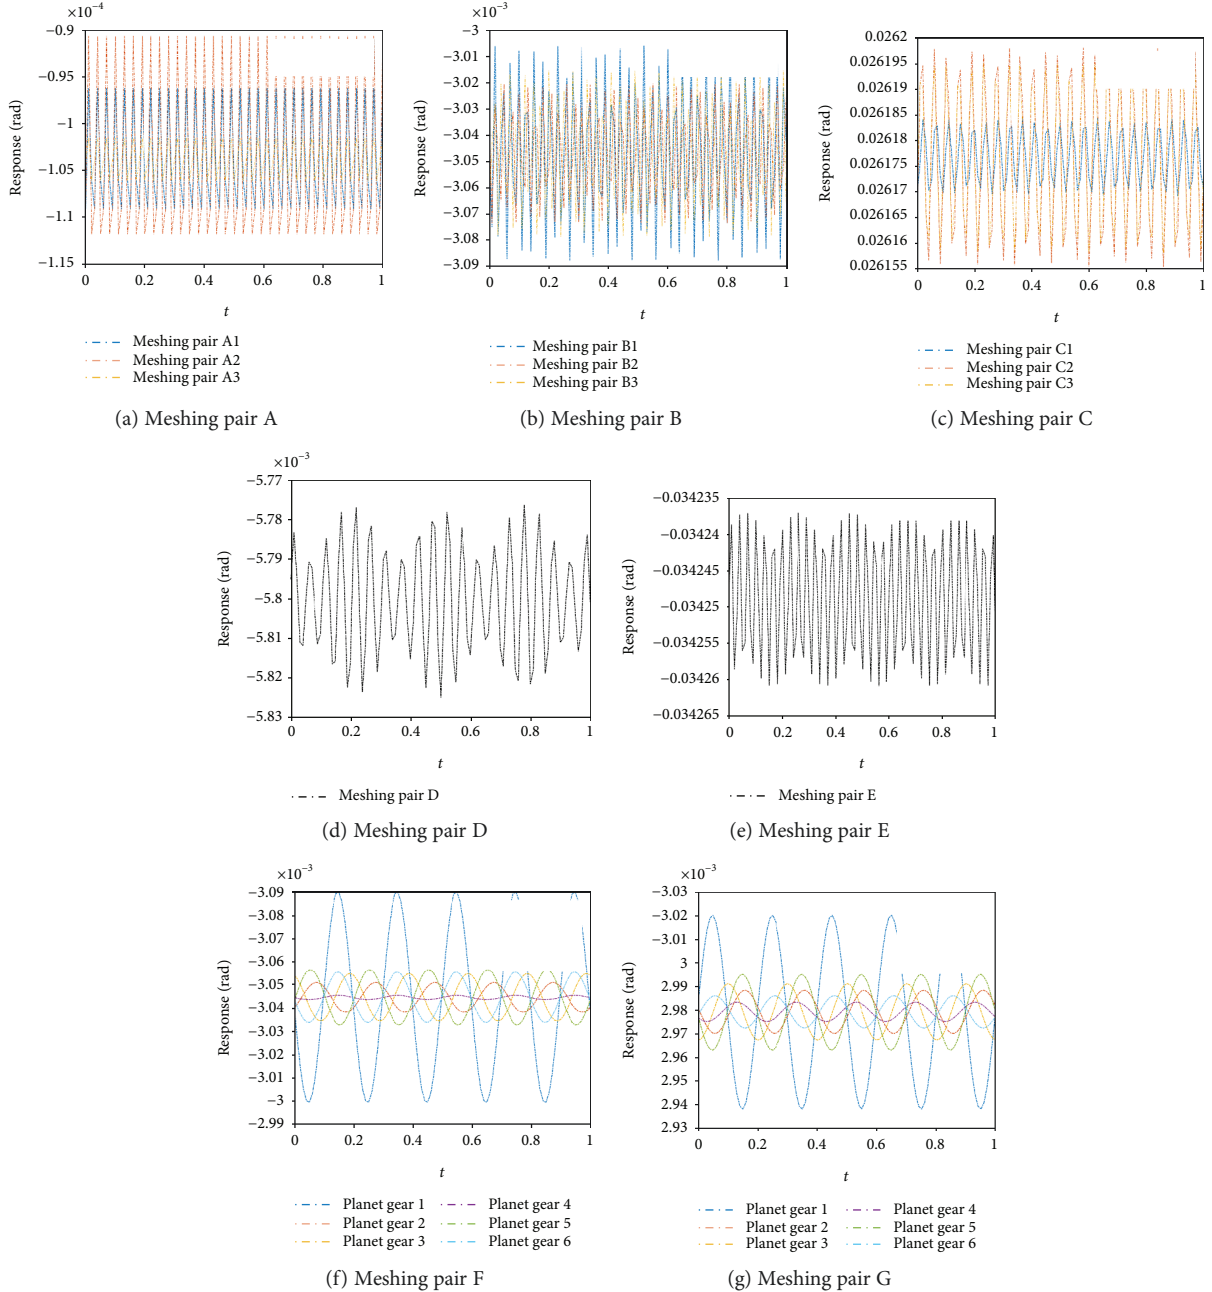 ×10⁻⁴
−0.9
−0.95
−1
−1.05
−1.1
−1.15
0
0.2
0.4
0.6
0.8
1
Response (rad)
t
Meshing pair A1
Meshing pair A2
Meshing pair A3
(a) Meshing pair A
×10⁻³
−3
−3.01
−3.02
−3.03
−3.04
−3.05
−3.06
−3.07
−3.08
−3.09
0
0.2
0.4
0.6
0.8
1
Response (rad)
t
Meshing pair B1
Meshing pair B2
Meshing pair B3
(b) Meshing pair B
0.0262
0.026195
0.02619
0.026185
0.02618
0.026175
0.02617
0.026165
0.02616
0.026155
0
0.2
0.4
0.6
0.8
1
Response (rad)
t
Meshing pair C1
Meshing pair C2
Meshing pair C3
(c) Meshing pair C
×10⁻³
−5.77
−5.78
−5.79
−5.8
−5.81
−5.82
−5.83
0
0.2
0.4
0.6
0.8
1
Response (rad)
t
Meshing pair D
(d) Meshing pair D
−0.034235
−0.03424
−0.034245
−0.03425
−0.034255
−0.03426
−0.034265
0
0.2
0.4
0.6
0.8
1
Response (rad)
t
Meshing pair E
(e) Meshing pair E
×10⁻³
−3.09
−3.08
−3.06
−3.05
−3.04
−3.03
−3.02
−3.01
−3
−2.99
0
0.2
0.4
0.6
0.8
1
Response (rad)
t
Planet gear 1
Planet gear 2
Planet gear 3
Planet gear 4
Planet gear 5
Planet gear 6
(f) Meshing pair F
×10⁻³
−3.03
−3.02
−3.01
3
2.99
2.98
2.97
2.96
2.95
2.94
2.93
0
0.2
0.4
0.6
0.8
1
Response (rad)
t
Planet gear 1
Planet gear 2
Planet gear 3
Planet gear 4
Planet gear 5
Planet gear 6
(g) Meshing pair G